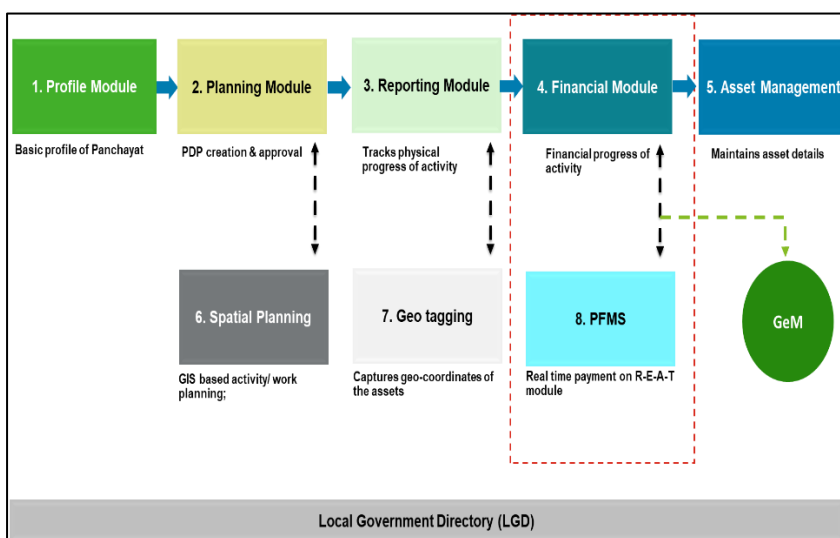 1. Profile Module
2. Planning Module
3. Reporting Module
4. Financial Module
5. Asset Management
Basic profile of Panchayat
PDP creation & approval
Tracks physical
progress of activity
Financial progress of
activity
Maintains asset details
6. Spatial Planning
7. Geo tagging
8. PFMS
GeM
GIS based activity/ work
planning;
Captures geo-coordinates of
the assets
Real time payment on R-E-A-T
module
Local Government Directory (LGD)